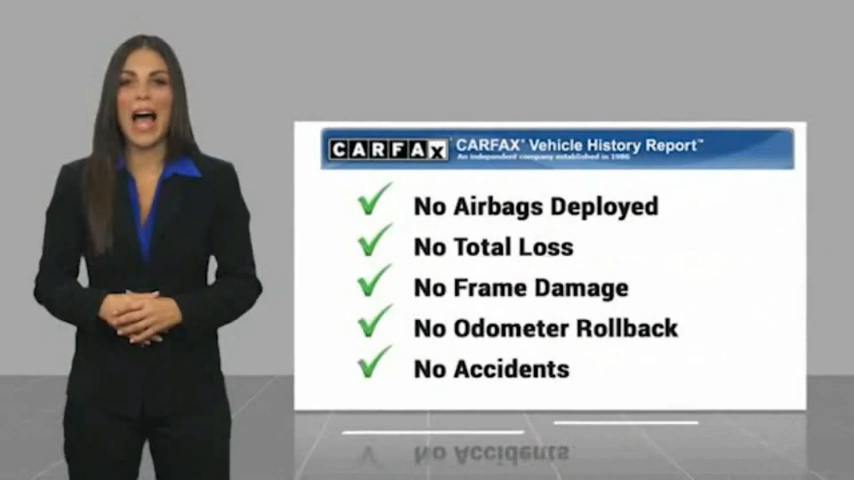 CARFAX CARFAX® Vehicle History Report™
An independent company established in 1986
No Airbags Deployed
No Total Loss
No Frame Damage
No Odometer Rollback
No Accidents
No Accidents